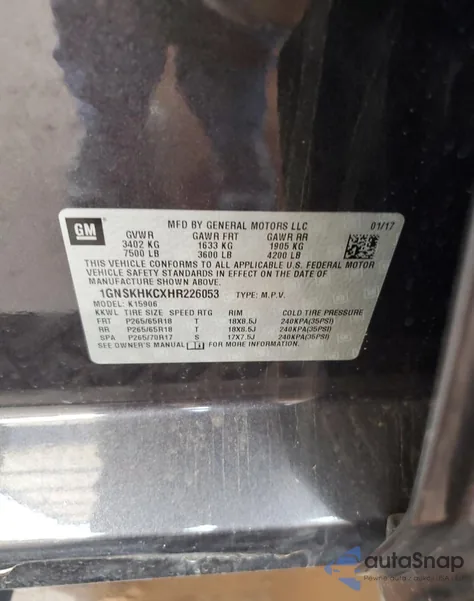 GM
MFD BY GENERAL MOTORS LLC 01/17
GVWR GAWR FRT GAWR RR
3402 KG 1633 KG 1905 KG
7500 LB 3600 LB 4200 LB
THIS VEHICLE CONFORMS TO ALL APPLICABLE U.S. FEDERAL MOTOR
VEHICLE SAFETY STANDARDS IN EFFECT ON THE DATE OF
MANUFACTURE SHOWN ABOVE.
1GNSKHKCXHR226053 TYPE: M.P.V.
MODEL: K15906
KKWL TIRE SIZE SPEED RTG RIM COLD TIRE PRESSURE
FRT P265/65R18 T 18X8.5J 240KPA(35PSI)
RR P265/65R18 T 18X8.5J 240KPA(35PSI)
SPA P265/70R17 S 17X7.5J 240KPA(35PSI)
SEE OWNER'S MANUAL FOR MORE INFORMATION.
autaSnap